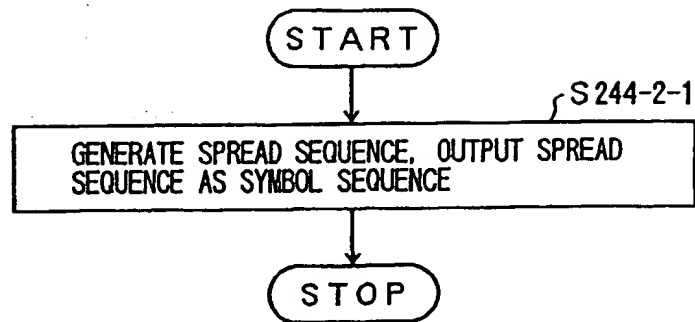 START
S244-2-1
GENERATE SPREAD SEQUENCE, OUTPUT SPREAD
SEQUENCE AS SYMBOL SEQUENCE
STOP